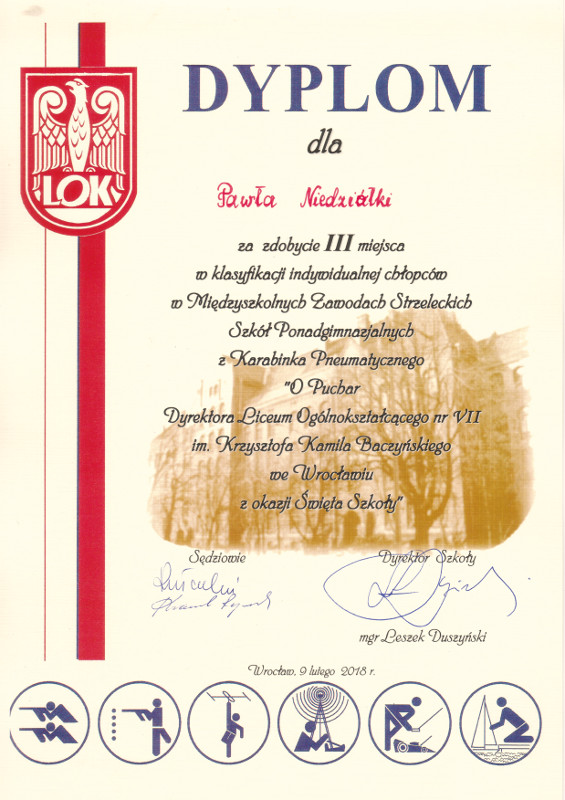 LOK
DYPLOM
dla
Pawła Niedziałki
za zdobycie III miejsca
w klasyfikacji indywidualnej chłopców
w Międzyszkolnych Zawodach Strzeleckich
Szkół Ponadgimnazjalnych
z Karabinka Pneumatycznego
"O Puchar
Dyrektora Liceum Ogólnokształcącego nr VII
im. Krzysztofa Kamila Baczyńskiego
we Wrocławiu
z okazji Święta Szkoły"
Sędziowie
Dyrektor Szkoły
mgr Leszek Duszyński
Wrocław, 9 lutego 2018 r.